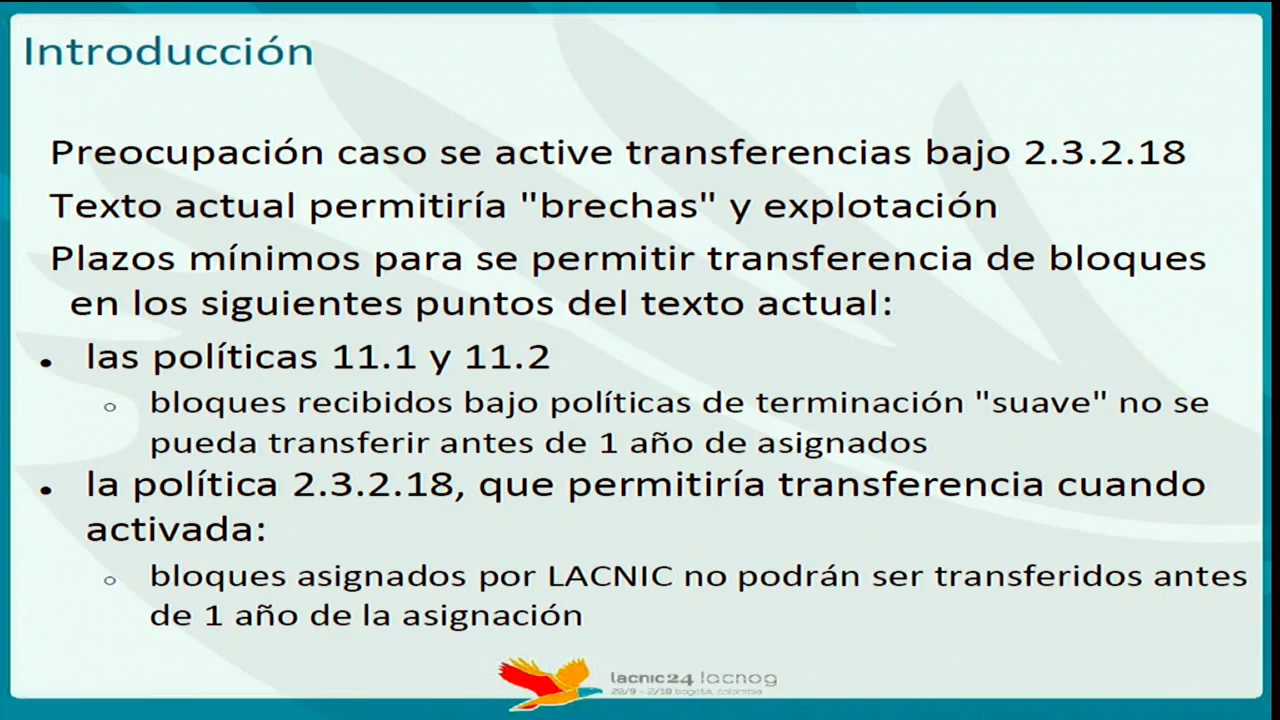 Introducción
Preocupación caso se active transferencias bajo 2.3.2.18
Texto actual permitiría "brechas" y explotación
Plazos mínimos para se permitir transferencia de bloques
en los siguientes puntos del texto actual:
• las políticas 11.1 y 11.2
○ bloques recibidos bajo políticas de terminación "suave" no se
pueda transferir antes de 1 año de asignados
• la política 2.3.2.18, que permitiría transferencia cuando
activada:
○ bloques asignados por LACNIC no podrán ser transferidos antes
de 1 año de la asignación
lacnic24 lacnog
28/9 - 2/10 bogota, colombia